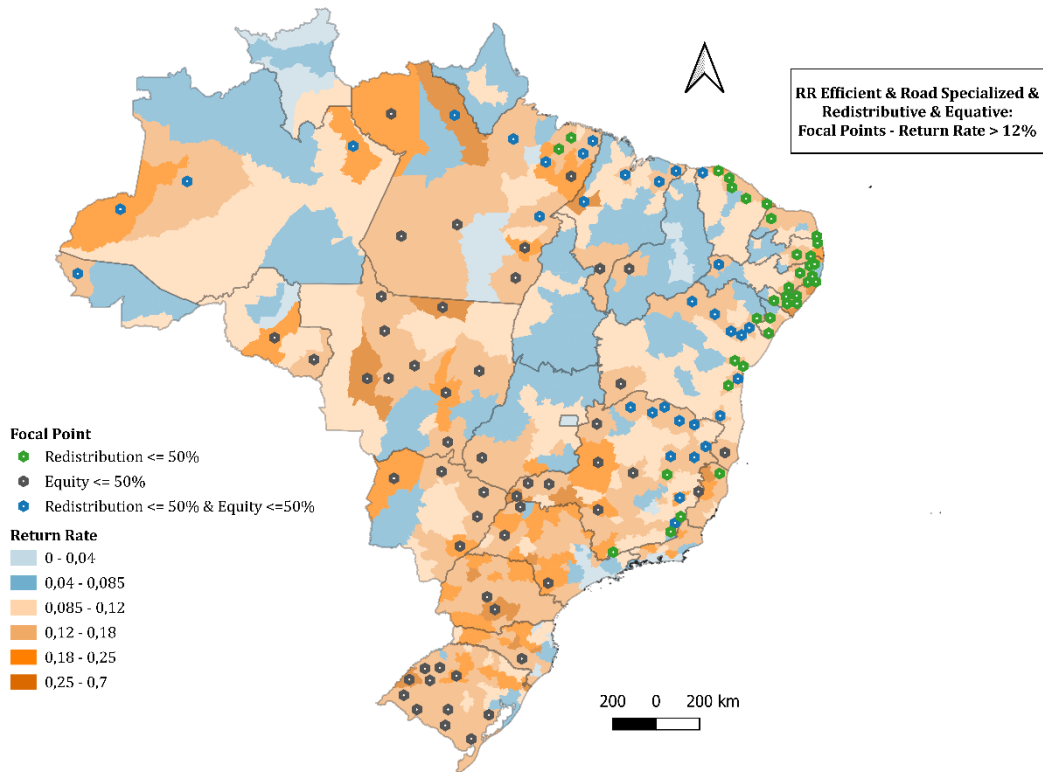 RR Efficient & Road Specialized &
Redistributive & Equative:
Focal Points - Return Rate > 12%
Focal Point
Redistribution <= 50%
Equity <= 50%
Redistribution <= 50% & Equity <=50%
Return Rate
0 - 0,04
0,04 - 0,085
0,085 - 0,12
0,12 - 0,18
0,18 - 0,25
0,25 - 0,7
200 0 200 km